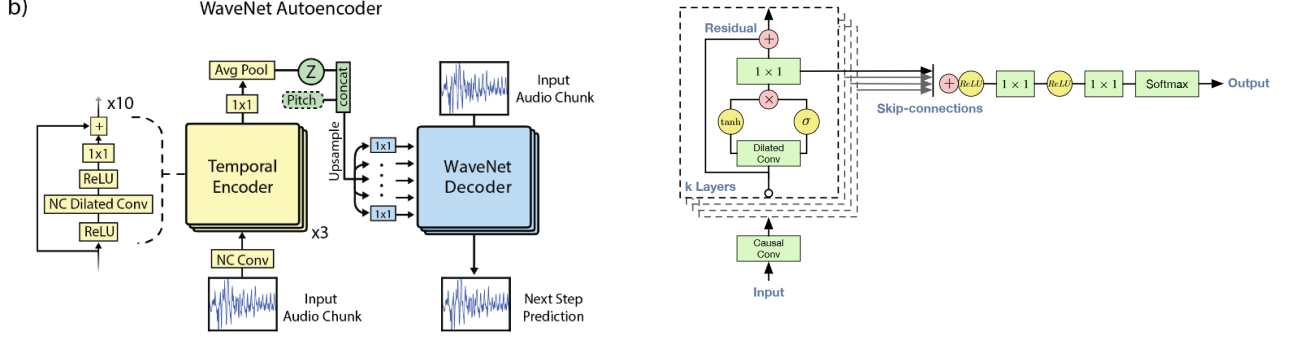 b)
WaveNet Autoencoder
x10
+
1x1
ReLU
NC Dilated Conv
ReLU
Avg Pool
1x1
Temporal
Encoder
x3
NC Conv
Input
Audio Chunk
Z
Pitch
concat
Upsample
1x1
1x1
Input
Audio Chunk
WaveNet
Decoder
Next Step
Prediction
Residual
+
1 × 1
×
tanh
σ
Dilated
Conv
k Layers
Causal
Conv
Input
Skip-connections
+
ReLU
1 × 1
ReLU
1 × 1
Softmax
Output